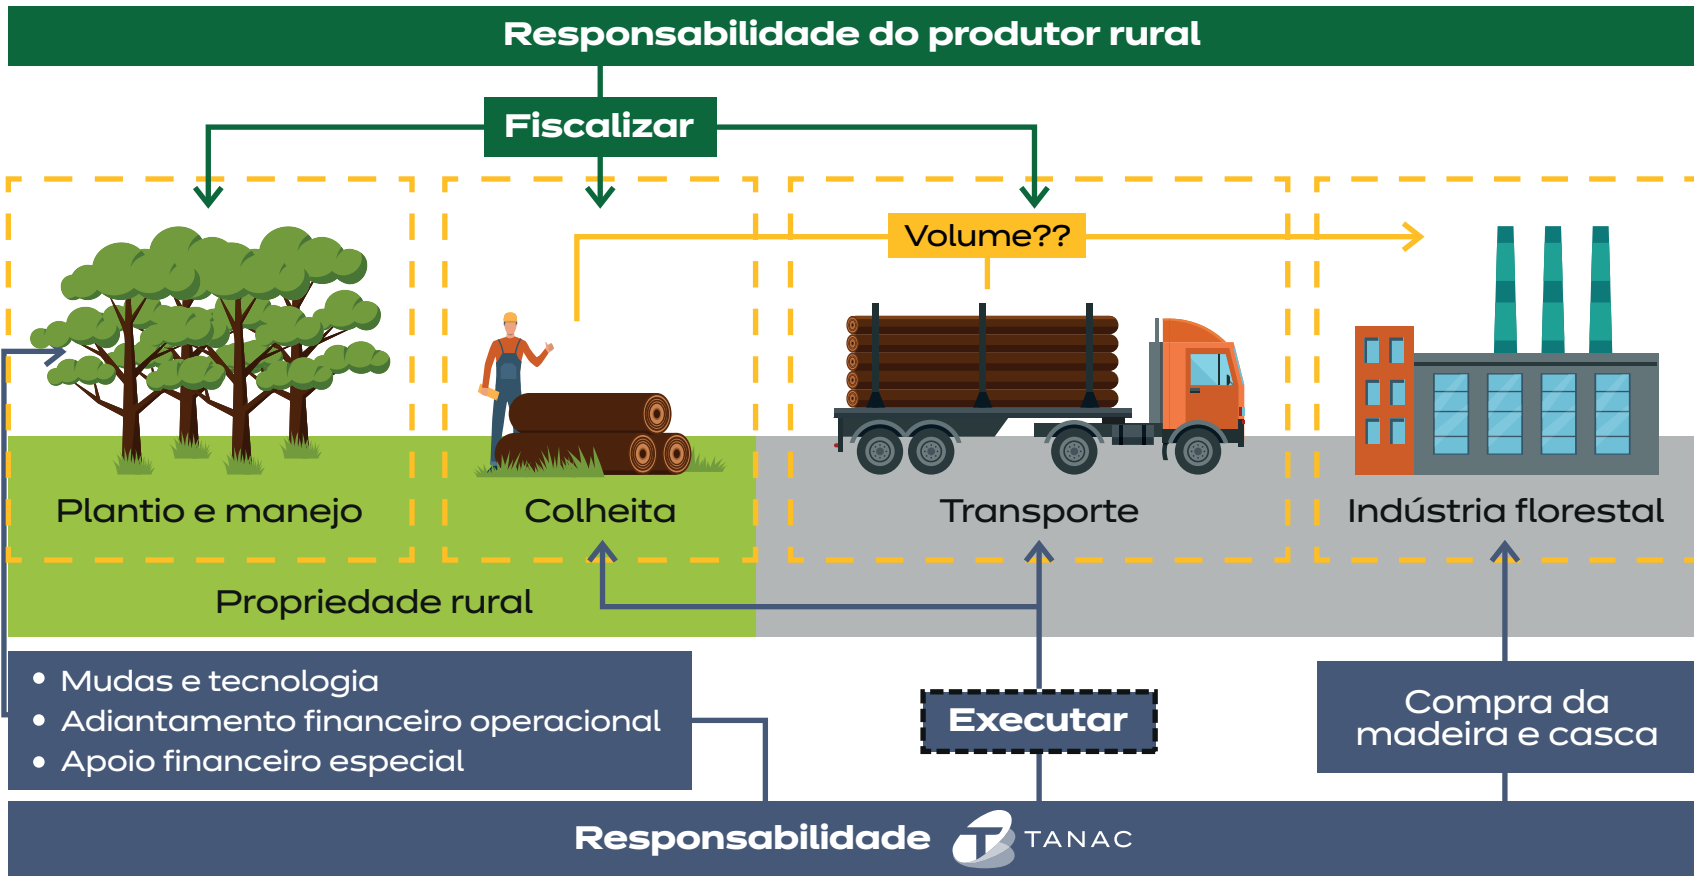 Responsabilidade do produtor rural
Fiscalizar
Volume??
Plantio e manejo
Colheita
Transporte
Indústria florestal
Propriedade rural
• Mudas e tecnologia
• Adiantamento financeiro operacional
• Apoio financeiro especial
Executar
Compra da
madeira e casca
Responsabilidade TANAC